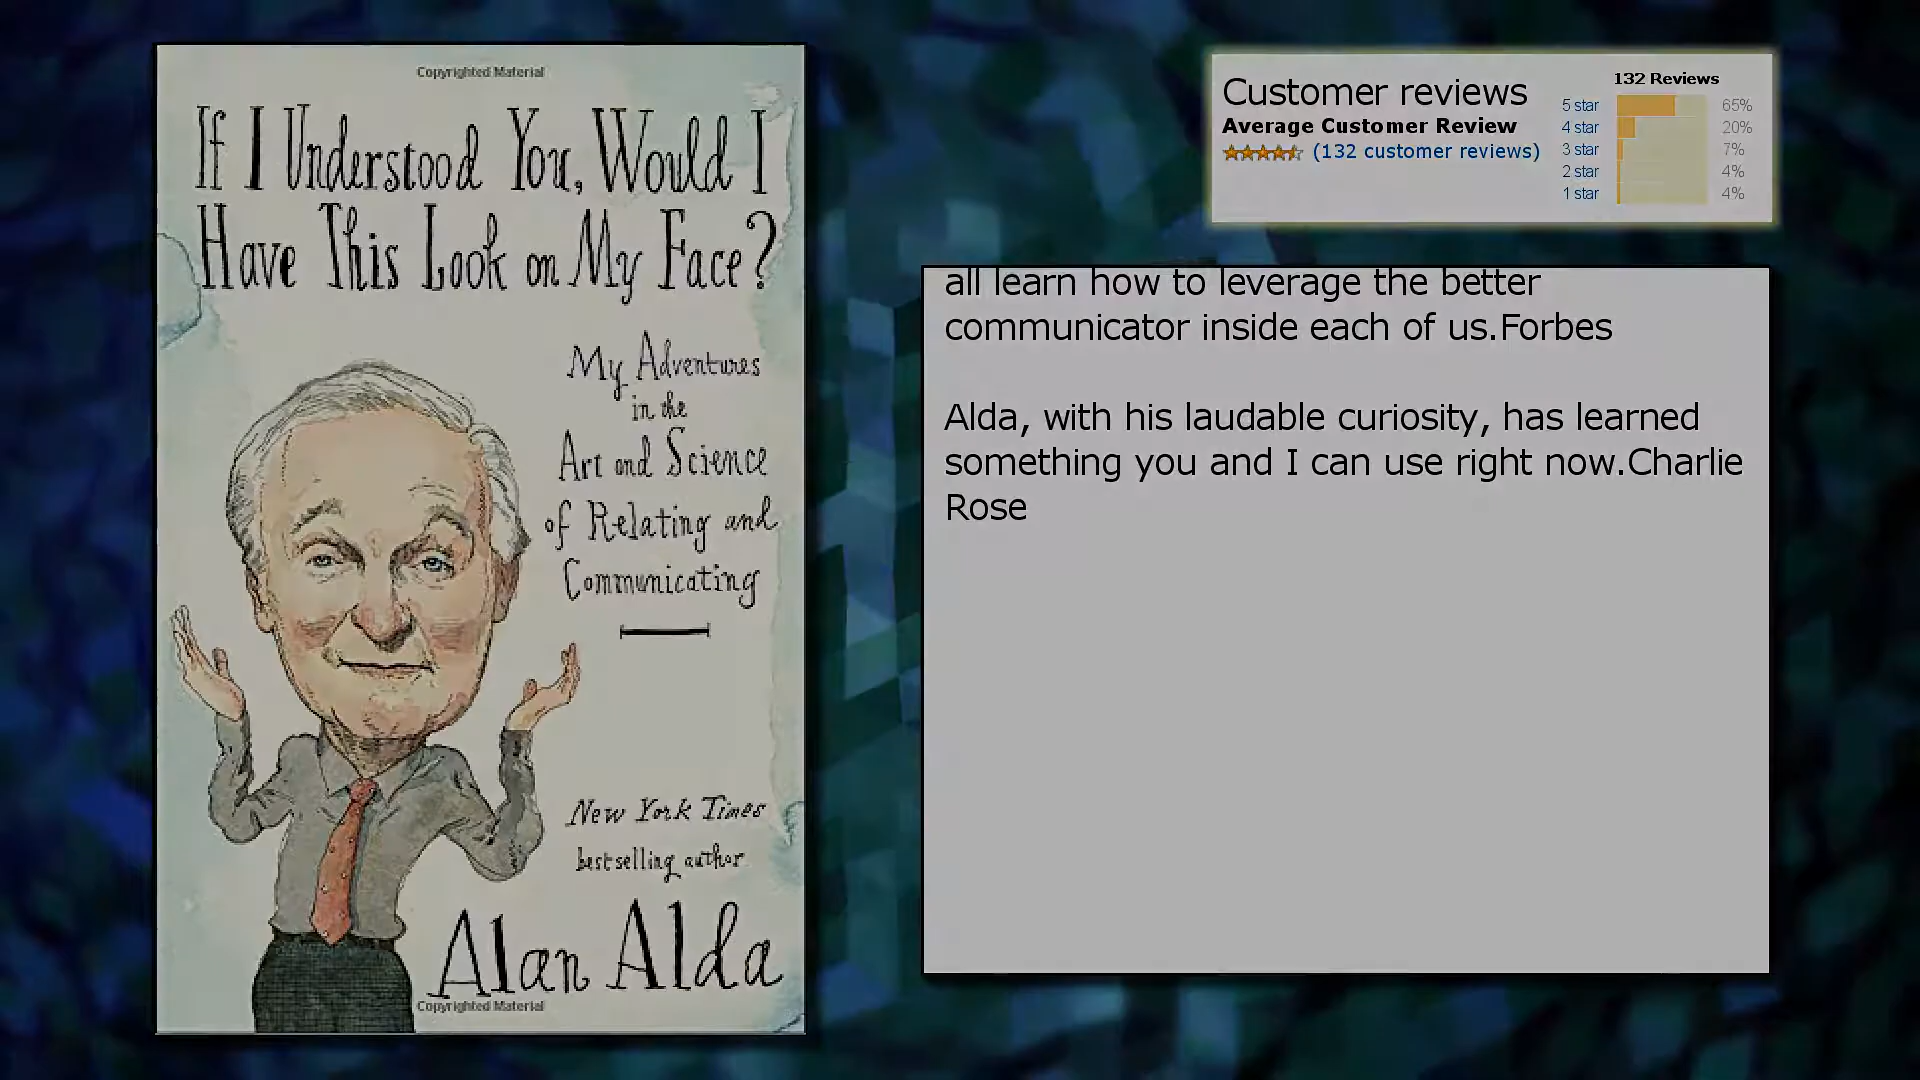 Copyrighted Material
If I Understood You, Would I
Have This Look on My Face?
My Adventures
in the
Art and Science
of Relating and
Communicating
New York Times
bestselling author
Alan Alda
Copyrighted Material
Customer reviews
Average Customer Review
(132 customer reviews)
132 Reviews
5 star 65%
4 star 20%
3 star 7%
2 star 4%
1 star 4%
all learn how to leverage the better
communicator inside each of us.Forbes
Alda, with his laudable curiosity, has learned
something you and I can use right now.Charlie
Rose